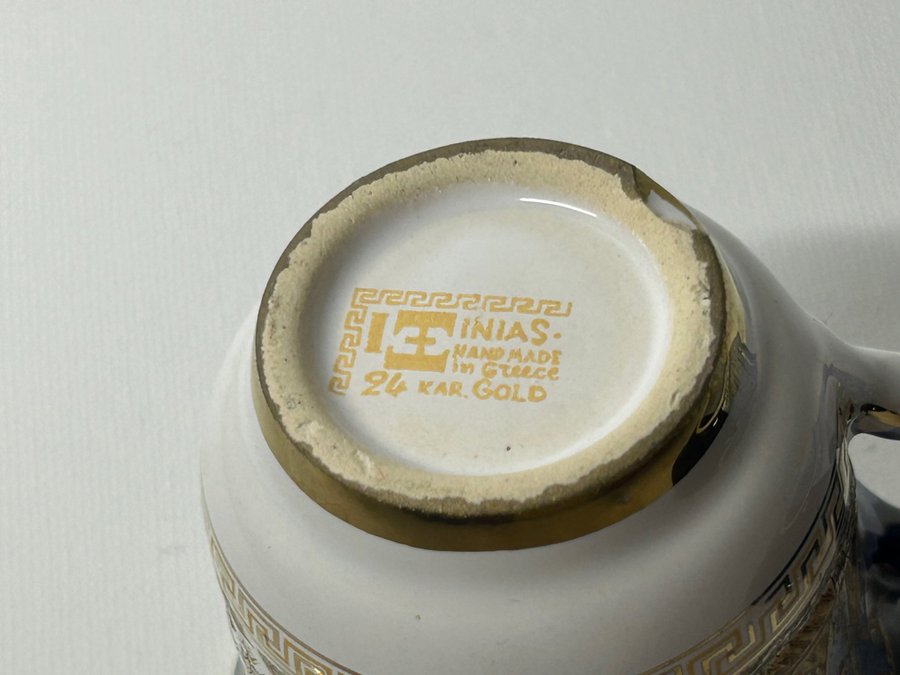 INIAS.
HAND MADE
in Greece
24 KAR. GOLD